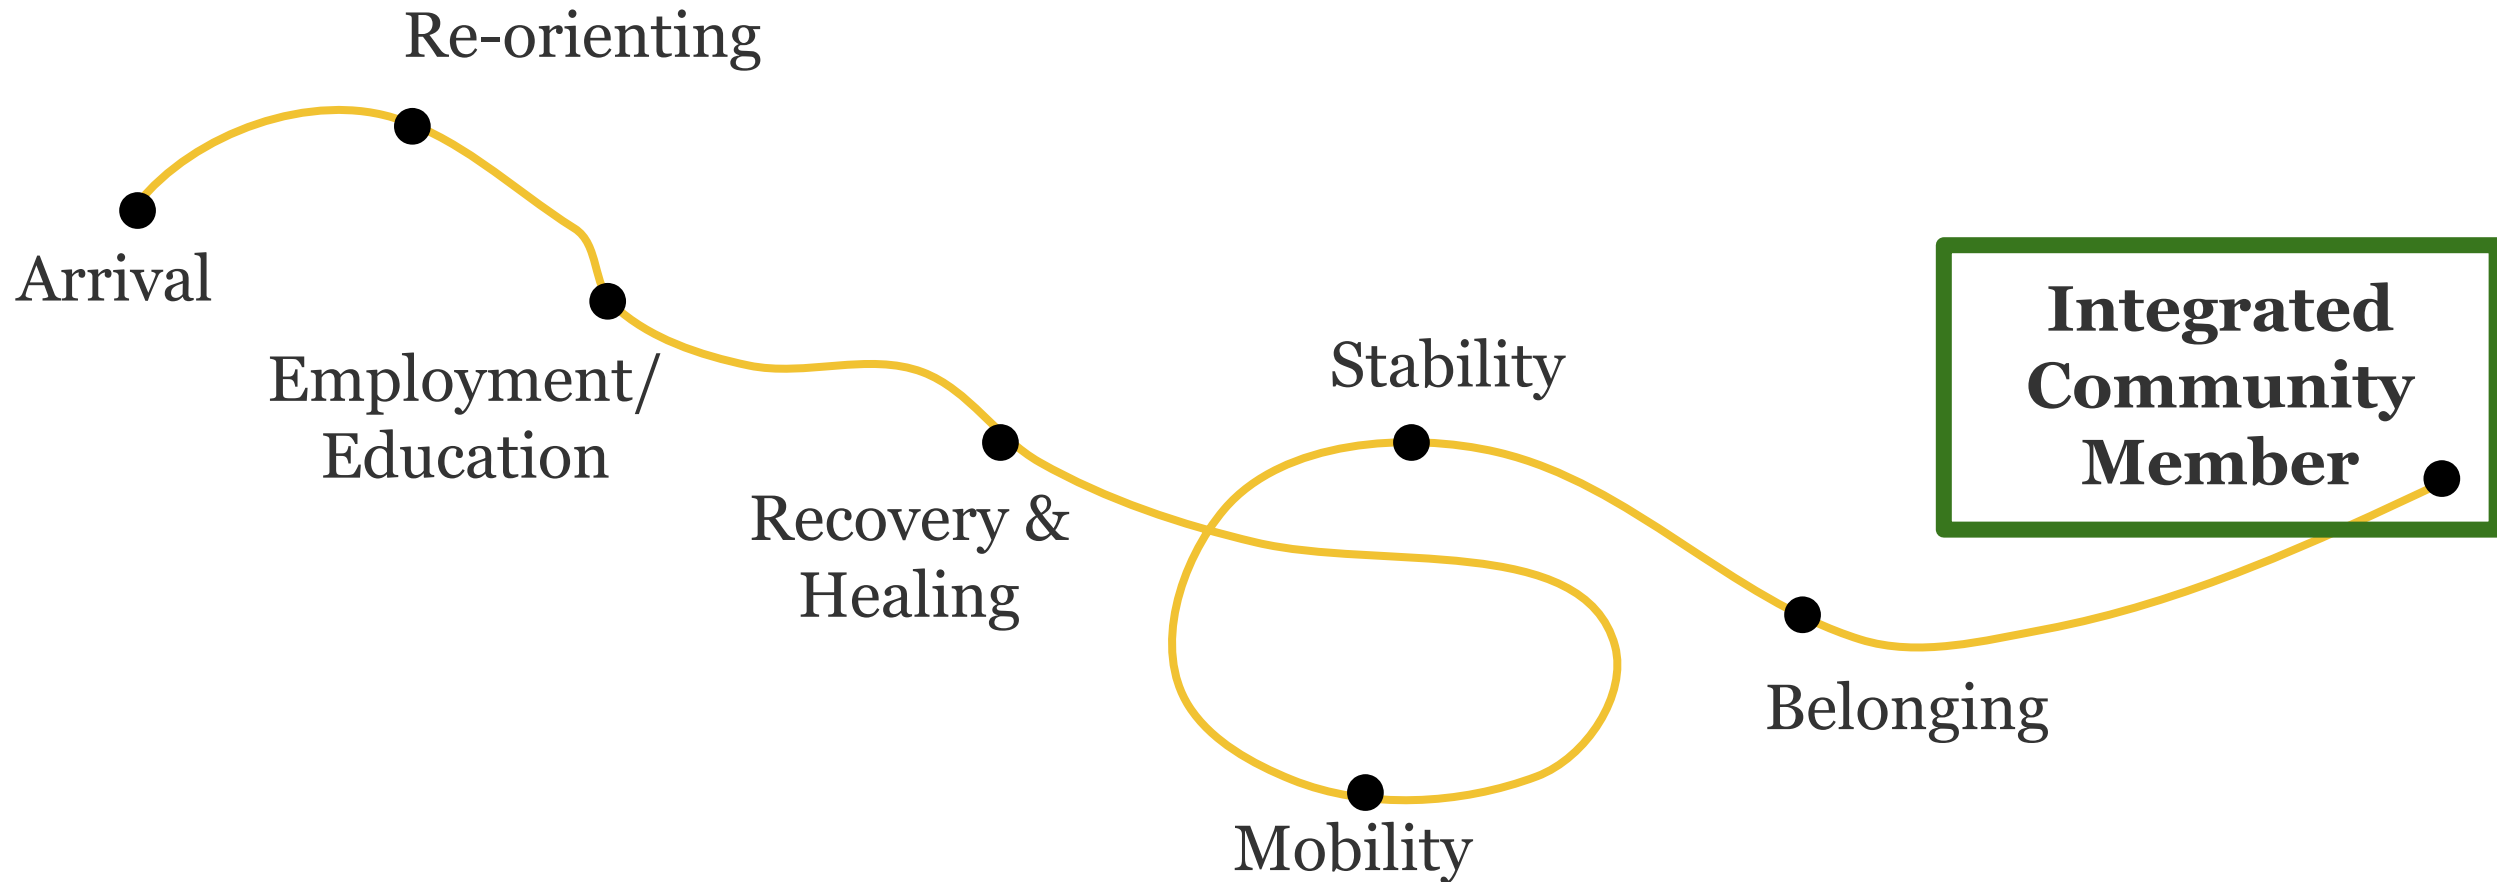 Re-orienting
Arrival
Employment/
Education
Recovery &
Healing
Stability
Mobility
Belonging
Integrated
Community
Member